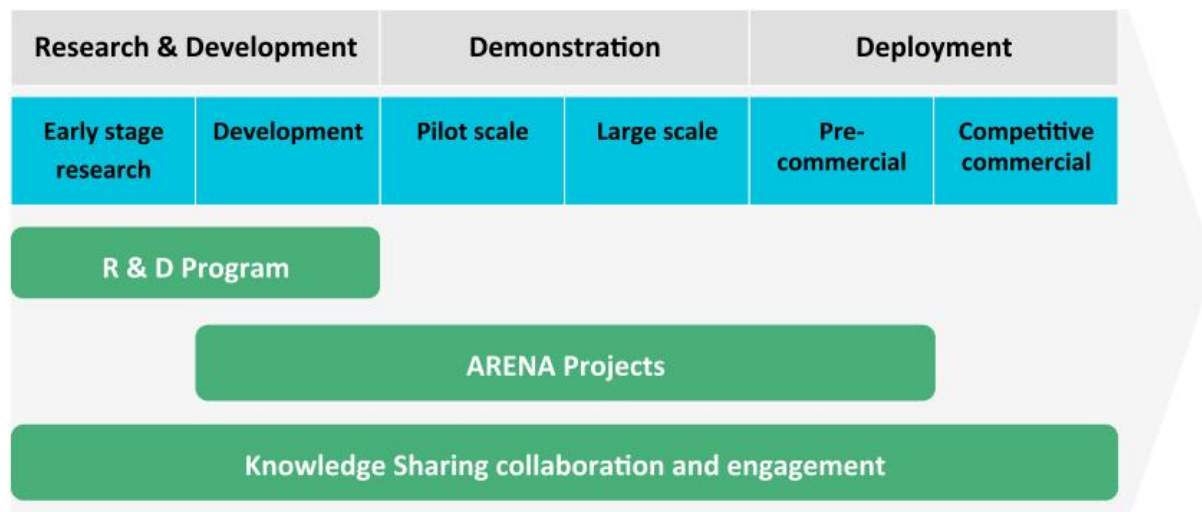 Research & Development
Demonstration
Deployment
Early stage
research
Development
Pilot scale
Large scale
Pre-
commercial
Competitive
commercial
R & D Program
ARENA Projects
Knowledge Sharing collaboration and engagement